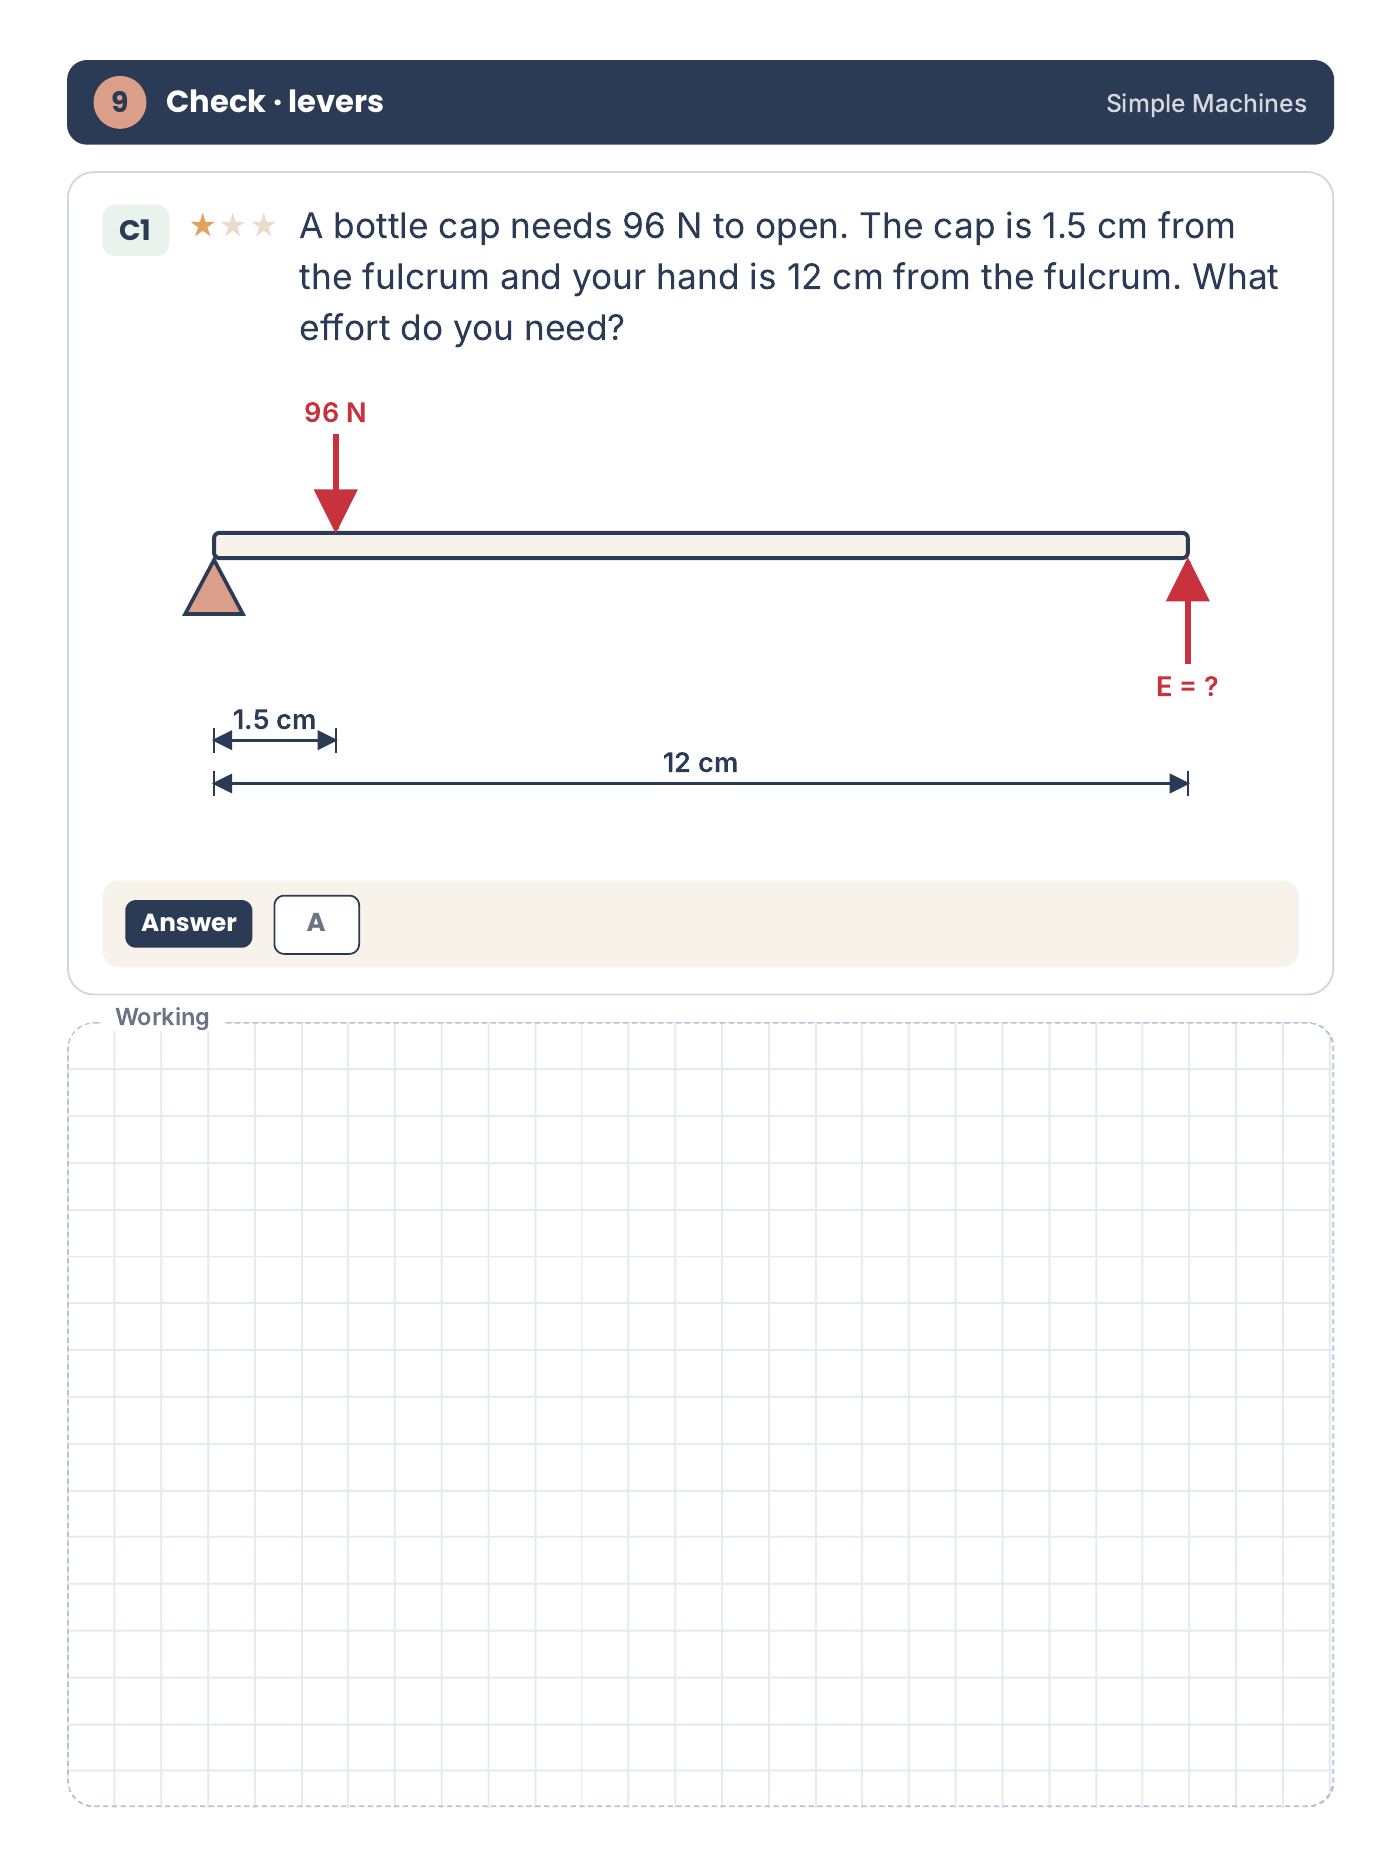 9 Check · levers Simple Machines
C1 ★★★ A bottle cap needs 96 N to open. The cap is 1.5 cm from
the fulcrum and your hand is 12 cm from the fulcrum. What
effort do you need?
96 N
E = ?
1.5 cm
12 cm
Answer A
Working